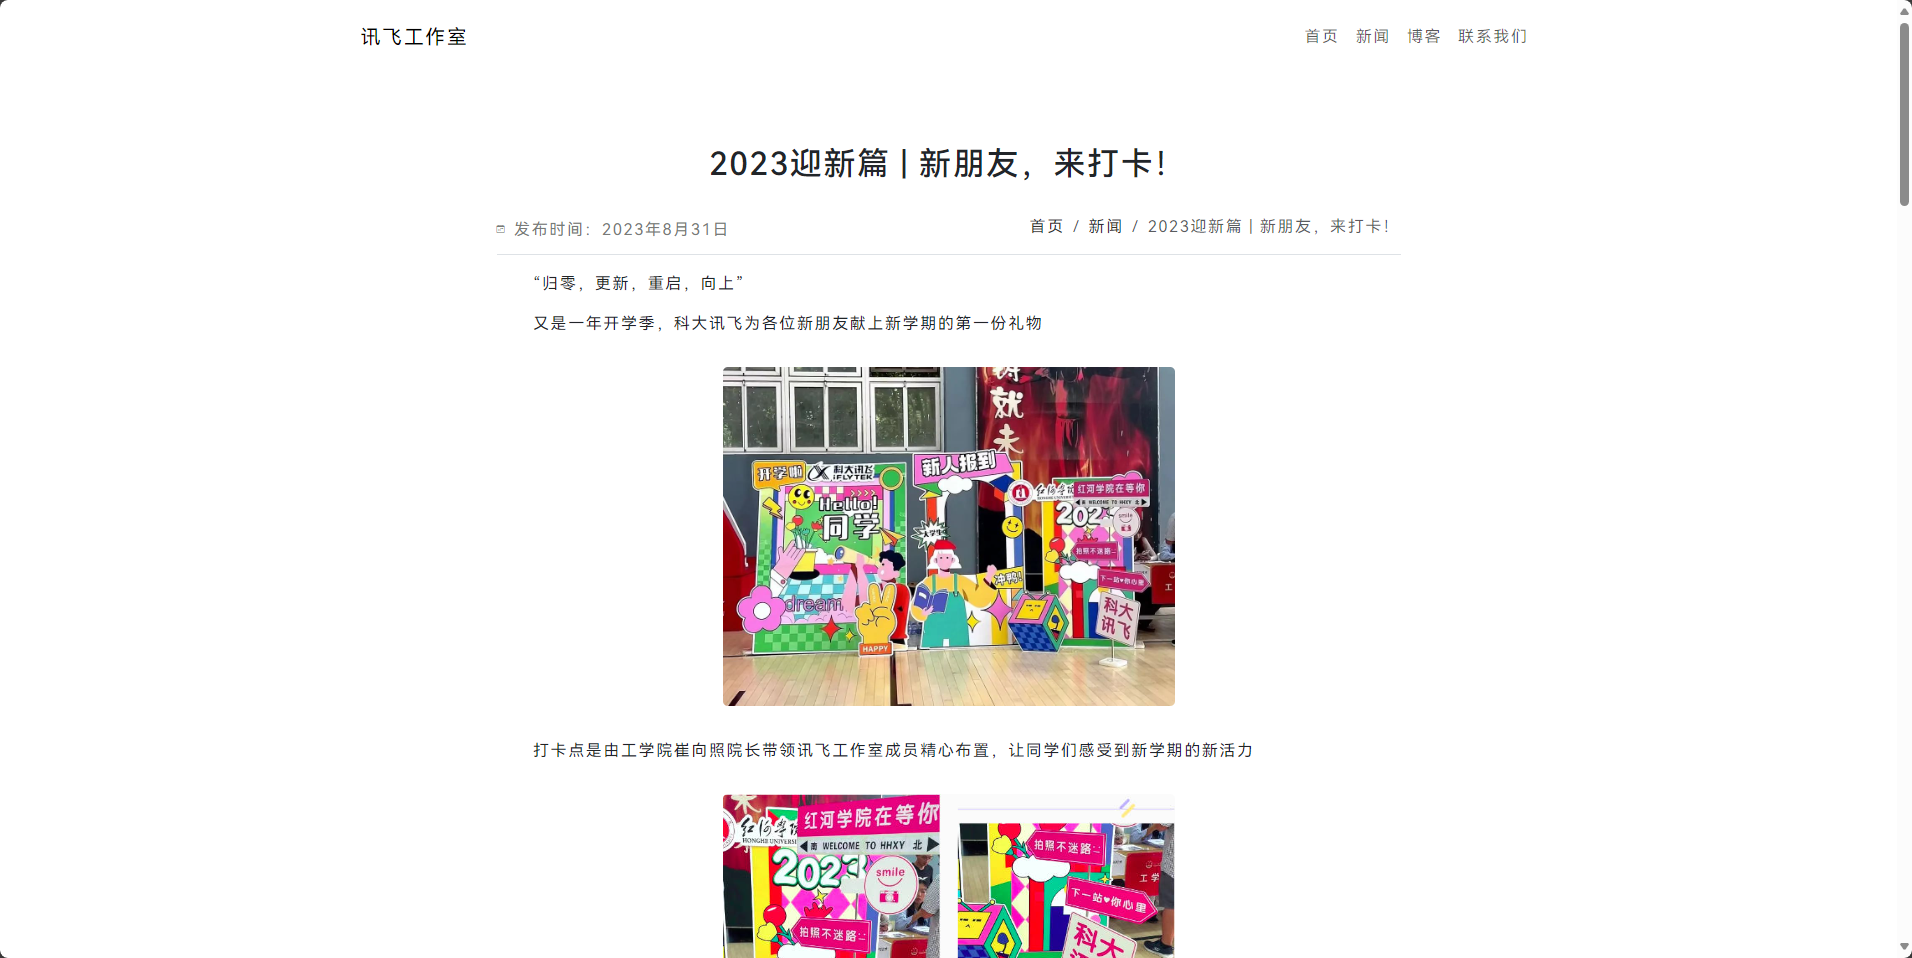 讯飞工作室
首页 新闻 博客 联系我们
2023迎新篇 | 新朋友，来打卡！
发布时间：2023年8月31日
首页 / 新闻 / 2023迎新篇 | 新朋友，来打卡！
“归零，更新，重启，向上”
又是一年开学季，科大讯飞为各位新朋友献上新学期的第一份礼物
就
未
开学啦
科大讯飞
iFLYTEK
新人报到
Hello!
同学
红河学院在等你
南 WELCOME TO HHXY 北
smile
拍照不迷路
冲鸭!
下一站♥你心里
dream
科大
讯飞
HAPPY
打卡点是由工学院崔向照院长带领讯飞工作室成员精心布置，让同学们感受到新学期的新活力
红河学院在等你
HONGHE UNIVERSI
南 WELCOME TO HHXY 北
2023
smile
拍照不迷路
拍照不迷路
工学
下一站♥你心里
科大